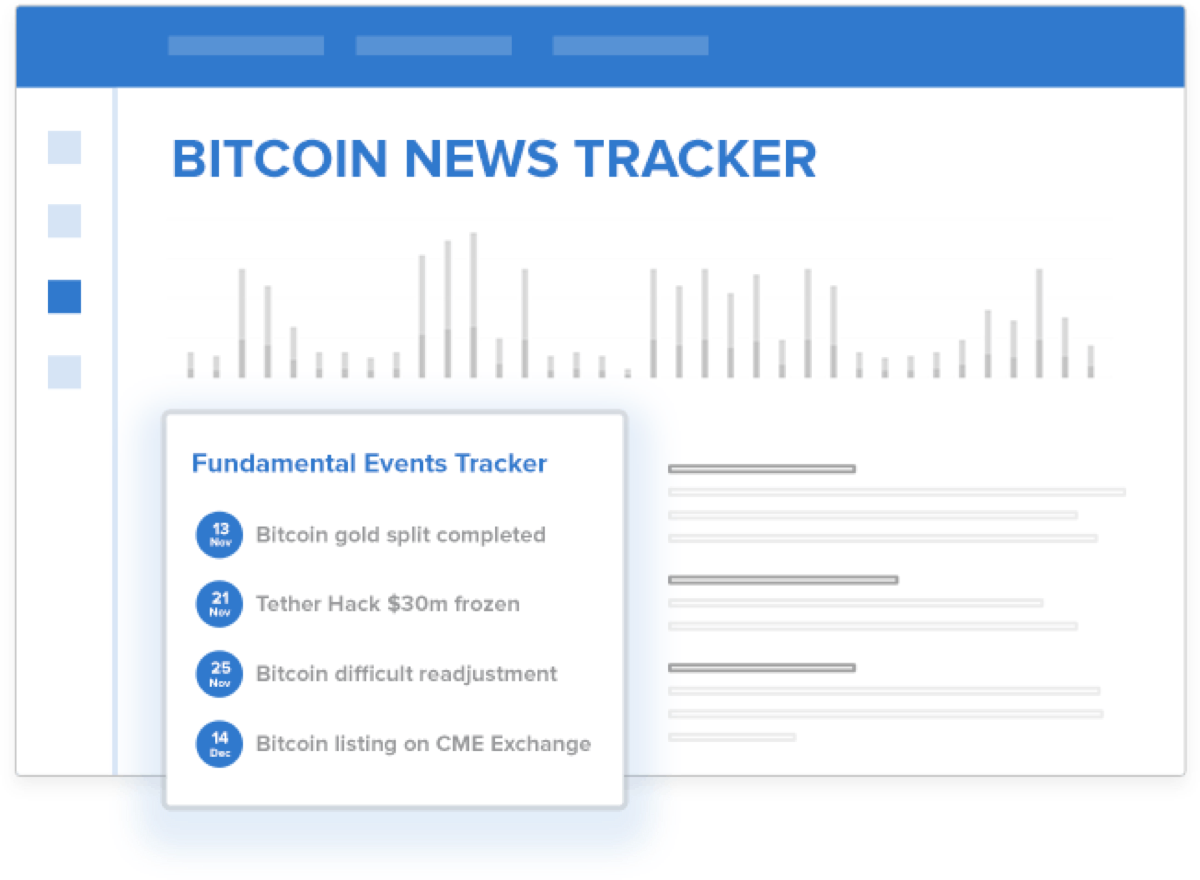 BITCOIN NEWS TRACKER
Fundamental Events Tracker
13
Nov
Bitcoin gold split completed
21
Nov
Tether Hack $30m frozen
25
Nov
Bitcoin difficult readjustment
14
Dec
Bitcoin listing on CME Exchange